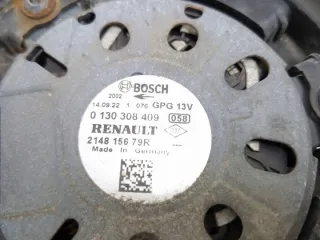 BOSCH
2002
14.09.22 1 076 GPG 13V
0 130 308 409 058
RENAULT
2148 156 79R
Made in Germany